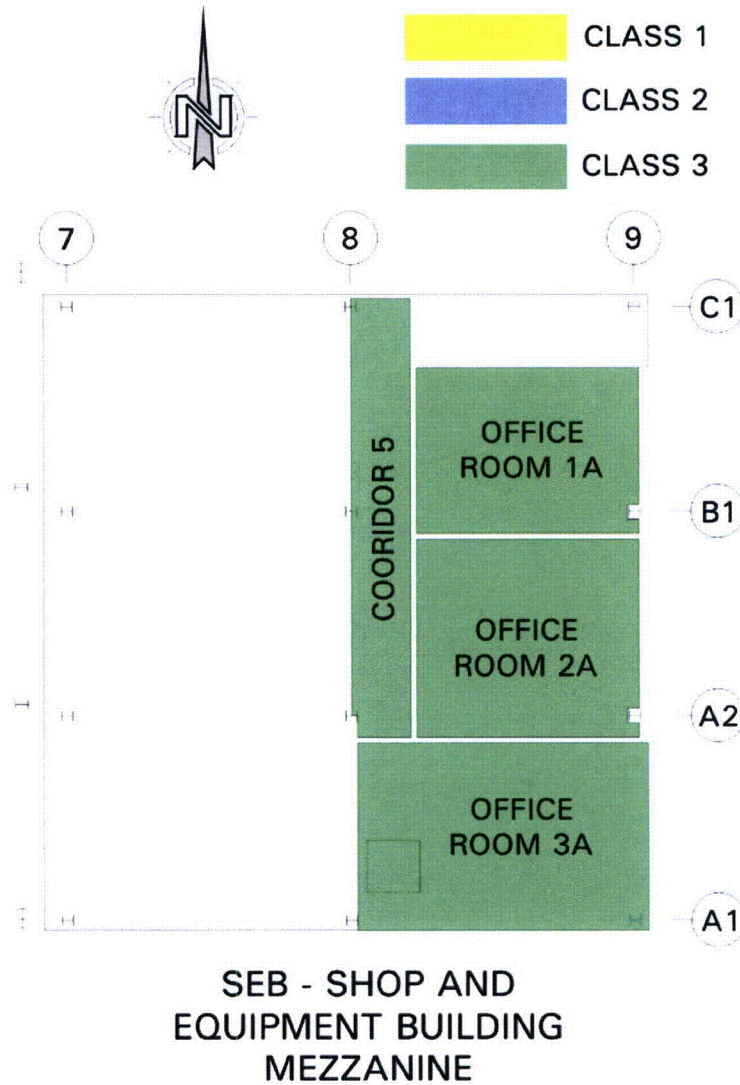 N
CLASS 1
CLASS 2
CLASS 3
7
8
9
C1
B1
A2
A1
COORIDOR 5
OFFICE
ROOM 1A
OFFICE
ROOM 2A
OFFICE
ROOM 3A
SEB - SHOP AND
EQUIPMENT BUILDING
MEZZANINE